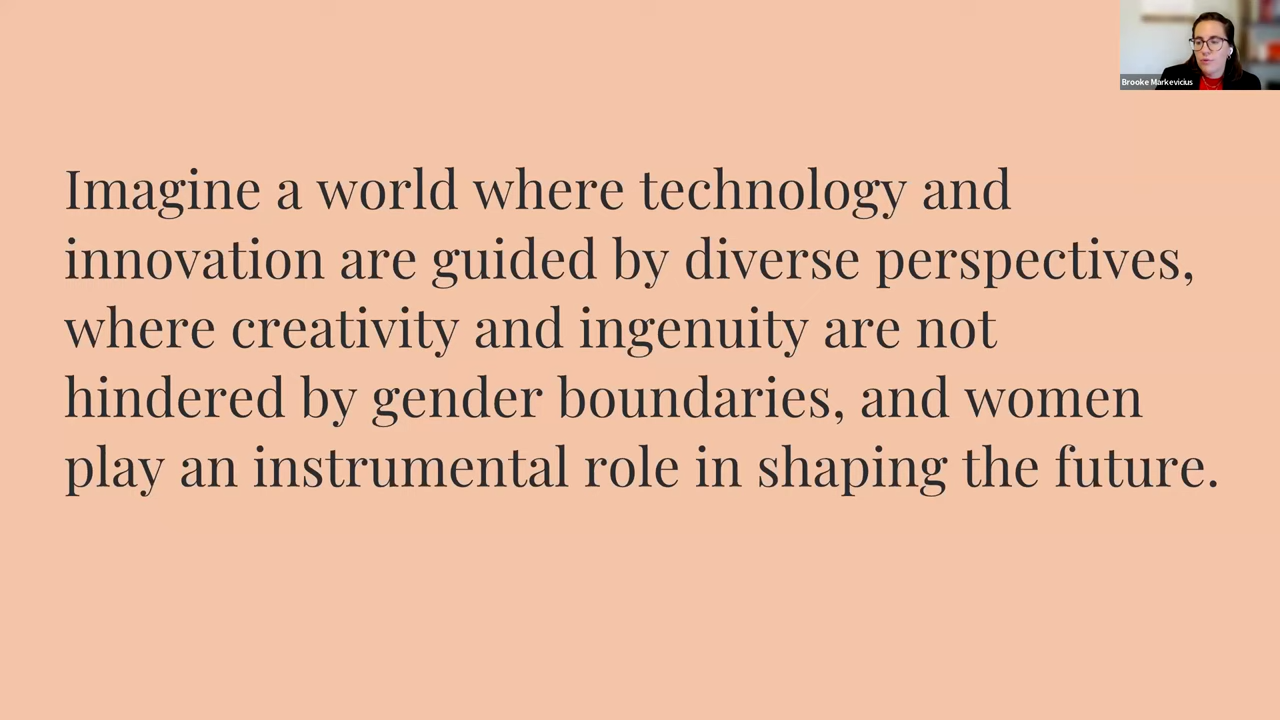 Brooke Markevicius
Imagine a world where technology and
innovation are guided by diverse perspectives,
where creativity and ingenuity are not
hindered by gender boundaries, and women
play an instrumental role in shaping the future.